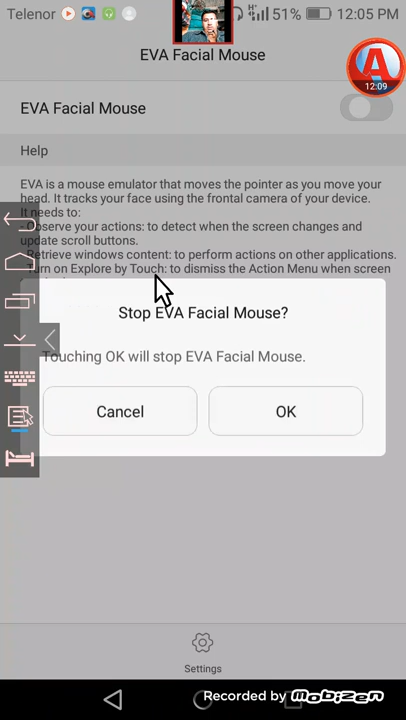 Telenor
51%
12:05 PM
EVA Facial Mouse
12:09
EVA Facial Mouse
Help
EVA is a mouse emulator that moves the pointer as you move your
head. It tracks your face using the frontal camera of your device.
It needs to:
- Observe your actions: to detect when the screen changes and
update scroll buttons.
Retrieve windows content: to perform actions on other applications.
Turn on Explore by Touch: to dismiss the Action Menu when screen
Stop EVA Facial Mouse?
Touching OK will stop EVA Facial Mouse.
Cancel
OK
Settings
Recorded by mobizen